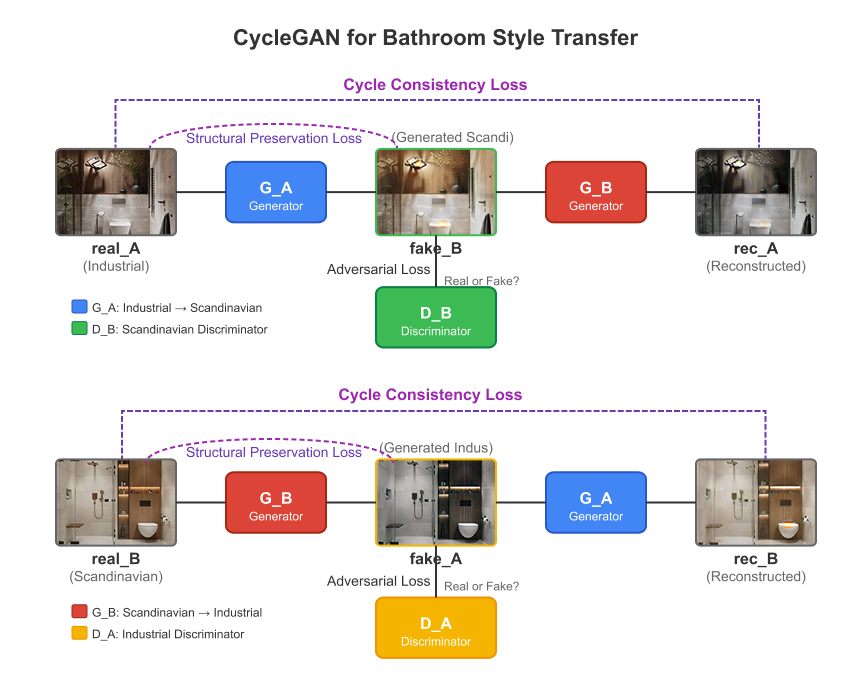 CycleGAN for Bathroom Style Transfer
Cycle Consistency Loss
Structural Preservation Loss
(Generated Scandi)
G_A
Generator
G_B
Generator
real_A
(Industrial)
fake_B
rec_A
(Reconstructed)
Adversarial Loss
Real or Fake?
G_A: Industrial → Scandinavian
D_B: Scandinavian Discriminator
D_B
Discriminator
Cycle Consistency Loss
Structural Preservation Loss
(Generated Indus)
G_B
Generator
G_A
Generator
real_B
(Scandinavian)
fake_A
rec_B
(Reconstructed)
Adversarial Loss
Real or Fake?
G_B: Scandinavian → Industrial
D_A: Industrial Discriminator
D_A
Discriminator